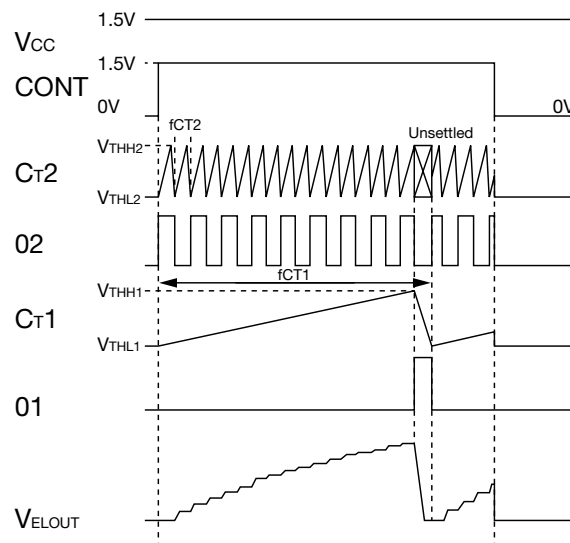 1.5V
VCC
1.5V
CONT
0V
0V
fCT2
Unsettled
VTHH2
CT2
VTHL2
02
fCT1
VTHH1
CT1
VTHL1
01
VELOUT